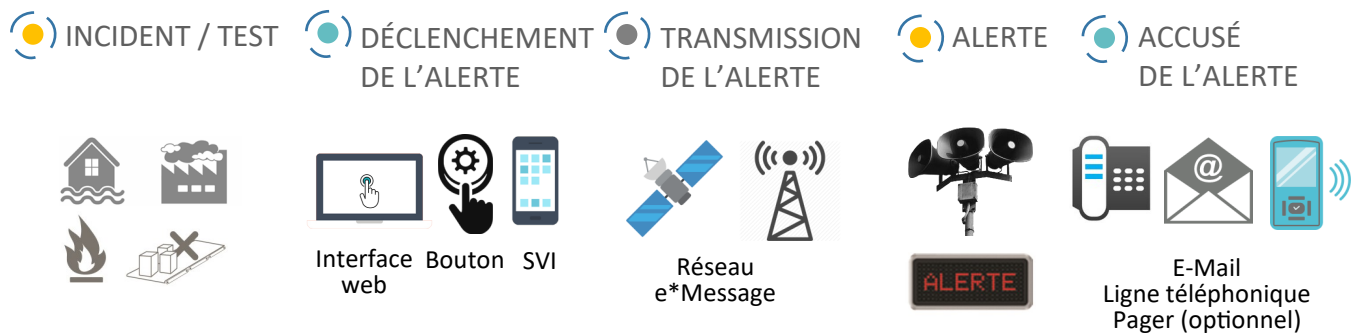 INCIDENT / TEST
DÉCLENCHEMENT
DE L'ALERTE
TRANSMISSION
DE L'ALERTE
ALERTE
ACCUSÉ
DE L'ALERTE
@
Interface
web
Bouton
SVI
Réseau
e*Message
ALERTE
E-Mail
Ligne téléphonique
Pager (optionnel)